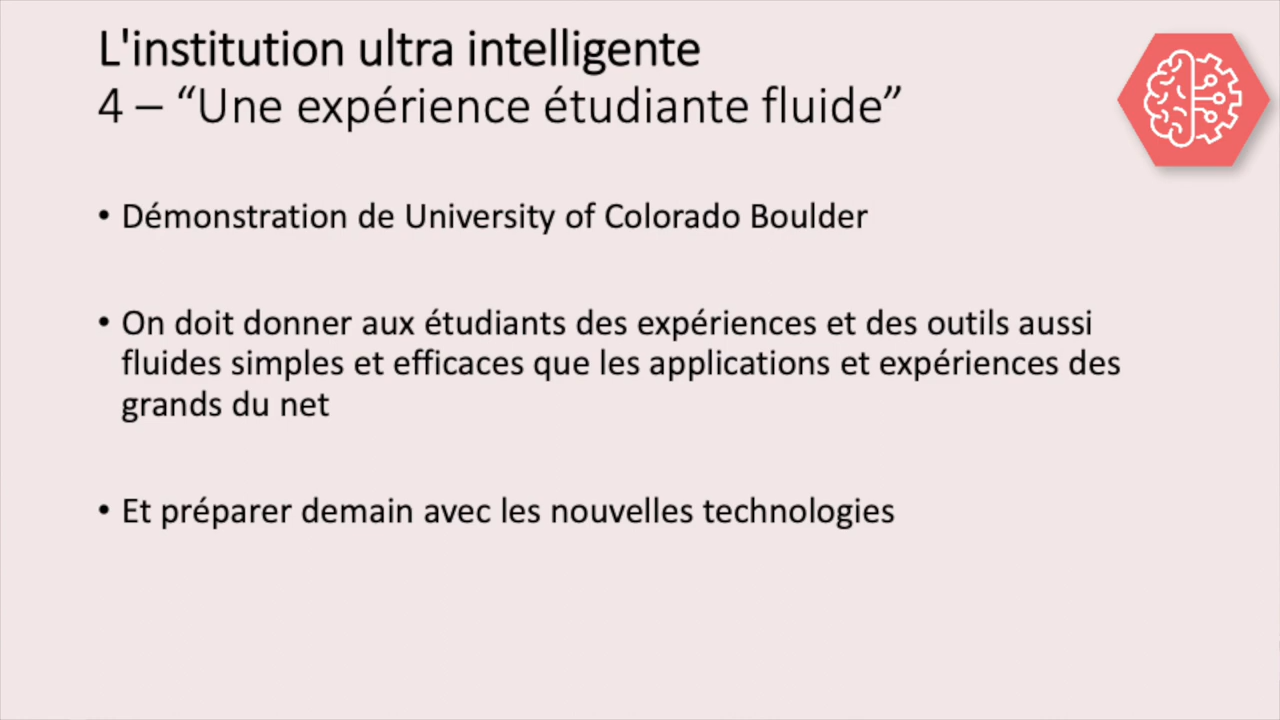 L'institution ultra intelligente
4 – “Une expérience étudiante fluide”
• Démonstration de University of Colorado Boulder
• On doit donner aux étudiants des expériences et des outils aussi
fluides simples et efficaces que les applications et expériences des
grands du net
• Et préparer demain avec les nouvelles technologies